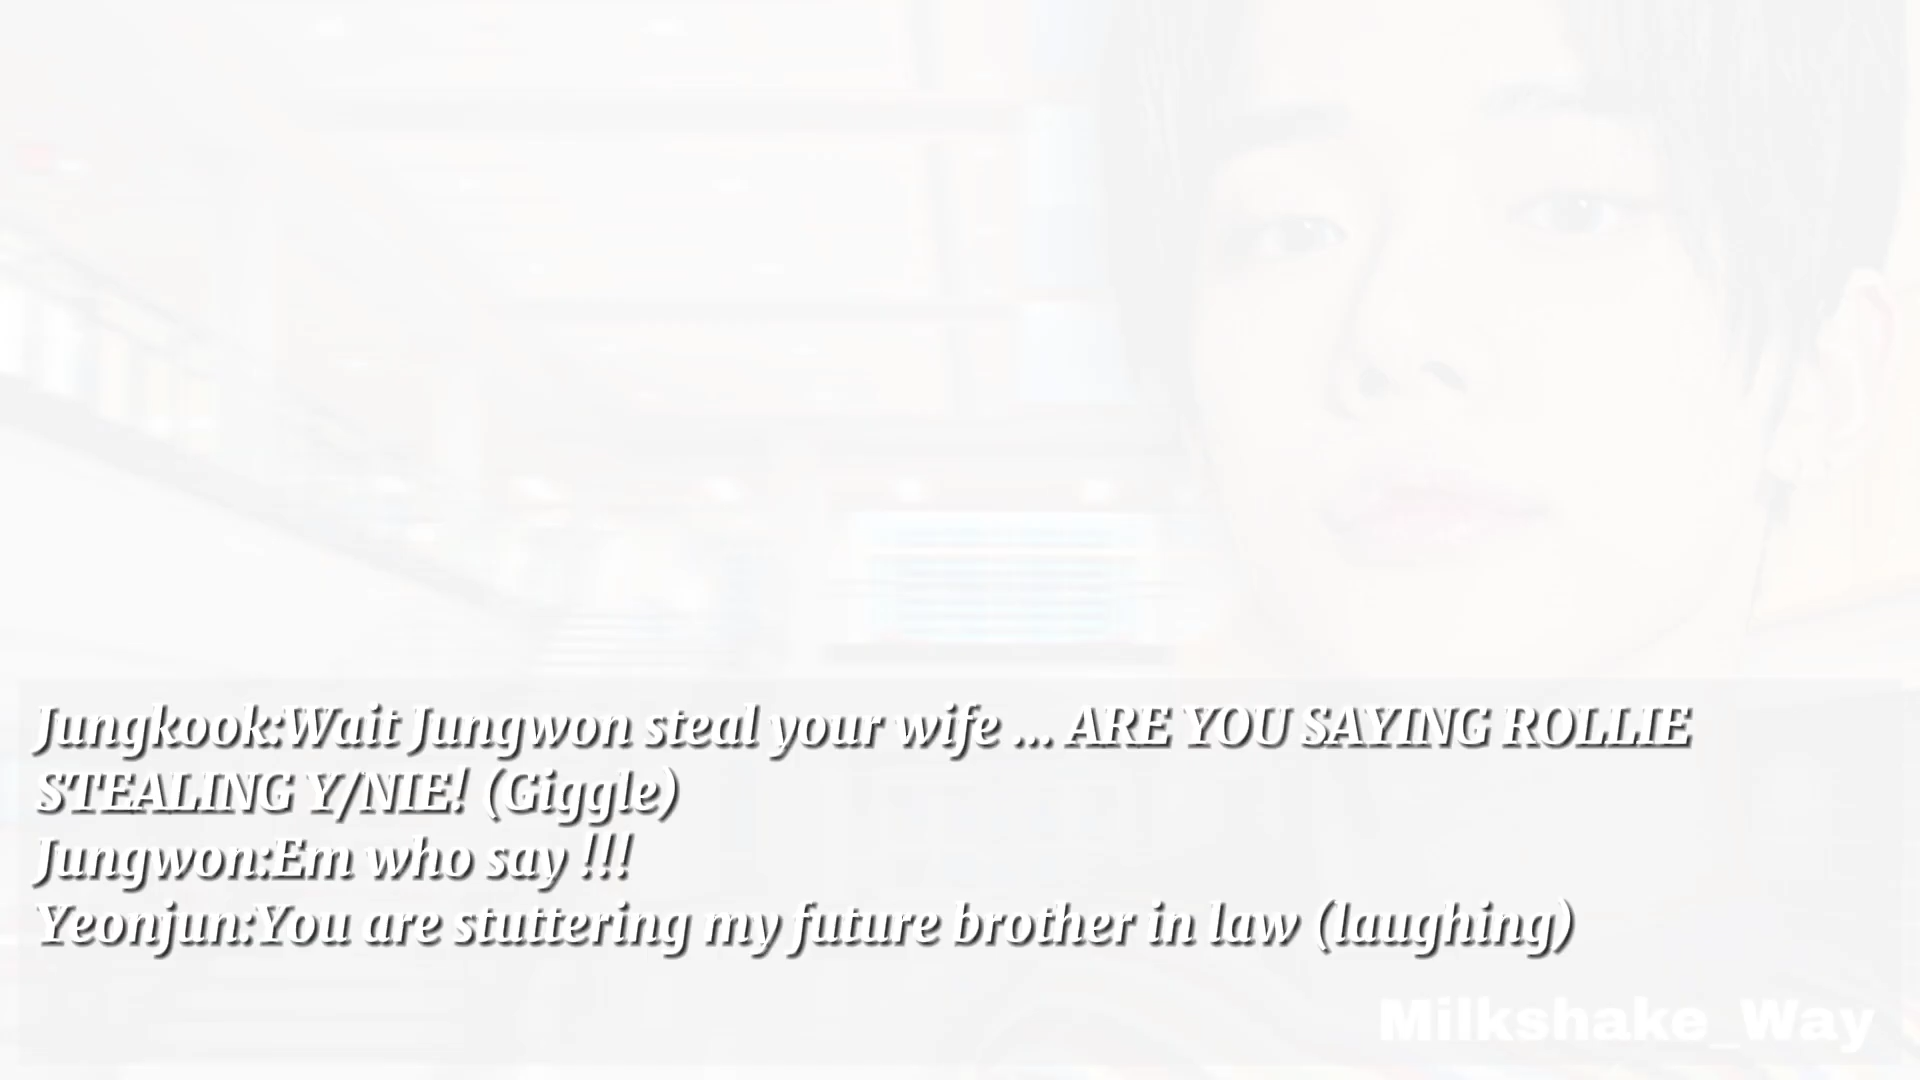 Jungkook:Wait Jungwon steal your wife ... ARE YOU SAYING ROLLIE
STEALING Y/NIE! (Giggle)
Jungwon:Em who say !!!
Yeonjun:You are stuttering my future brother in law (laughing)
Milkshake_Way